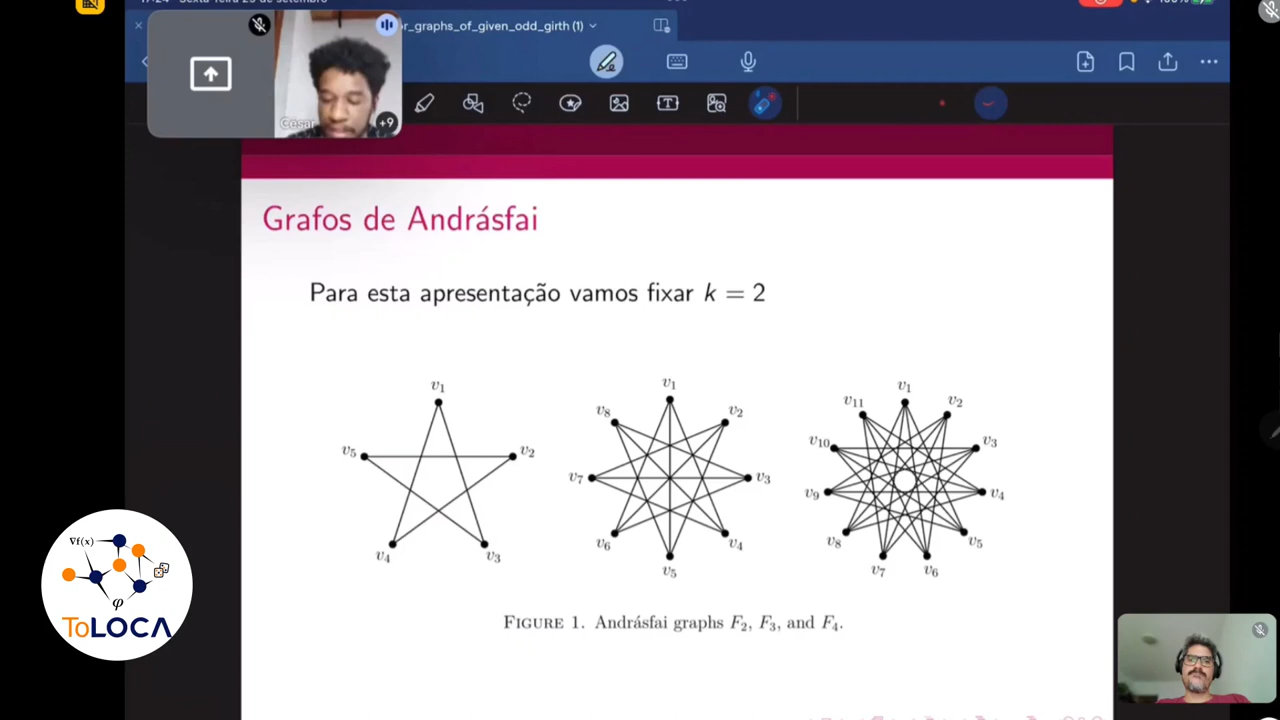 r_graphs_of_given_odd_girth (1)
César
+9
Grafos de Andrásfai
Para esta apresentação vamos fixar k = 2
v1
v5
v2
v4
v3
v1
v8
v2
v7
v3
v6
v4
v5
v1
v11
v2
v10
v3
v9
v4
v8
v5
v7
v6
FIGURE 1. Andrásfai graphs F2, F3, and F4.
∇f(x)
φ
ToLOCA